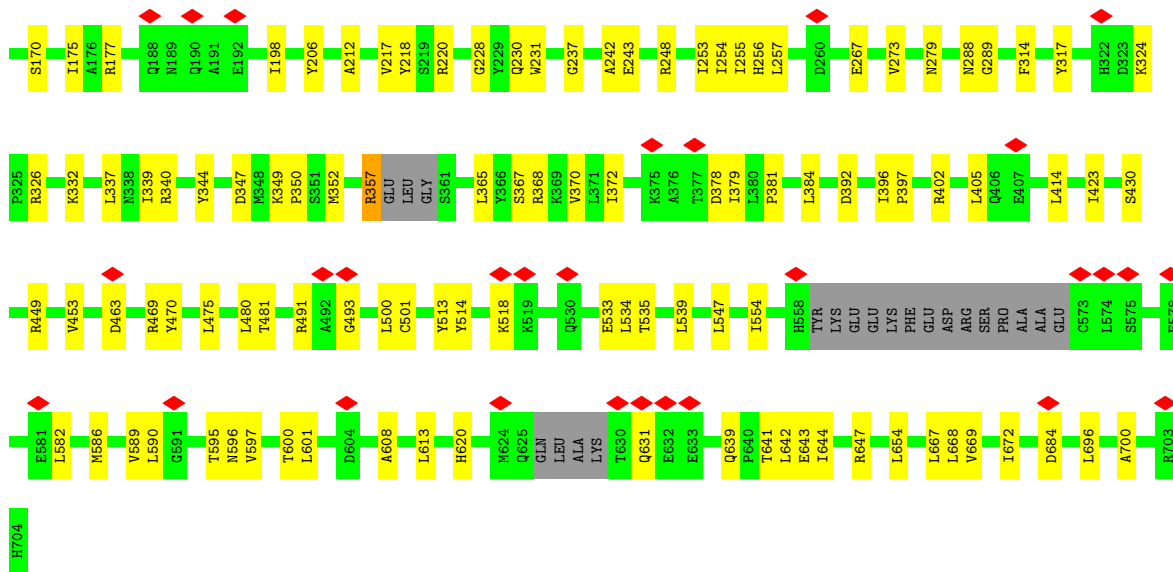 S170 I175 A176 R177 Q188 N189 Q190 A191 E192 I198 Y206 A212 V217 Y218 S219 R220 G228 Y229 Q230 W231 G237 A242 E243 R248 I253 I254 I255 H256 L257 D260 E267 V273 N279 N288 G289 F314 Y317 H322 D323 K324
P325 R326 K332 L337 N338 I339 R340 Y344 D347 M348 K349 P350 S351 M352 R357 GLU LEU GLY S361 L365 Y366 S367 R368 K369 V370 L371 I372 K375 A376 T377 D378 I379 L380 P381 L384 D392 I396 P397 R402 L405 Q406 E407 L414 I423 S430
R449 V453 D463 R469 Y470 L475 L480 T481 R491 A492 G493 L500 C501 Y513 Y514 K518 K519 Q530 E533 L534 T535 L539 L547 I554 H558 TYR LYS GLU GLU LYS PHE GLU ASP ARG SER PRO ALA ALA GLU C573 L574 S575
E581 L582 M586 V589 L590 G591 T595 N596 V597 T600 L601 D604 A608 L613 H620 M624 Q625 GLN LEU ALA LYS T630 Q631 E632 E633 Q639 P640 T641 L642 E643 I644 R647 L654 L667 L668 V669 I672 D684 L696 A700 R703
H704